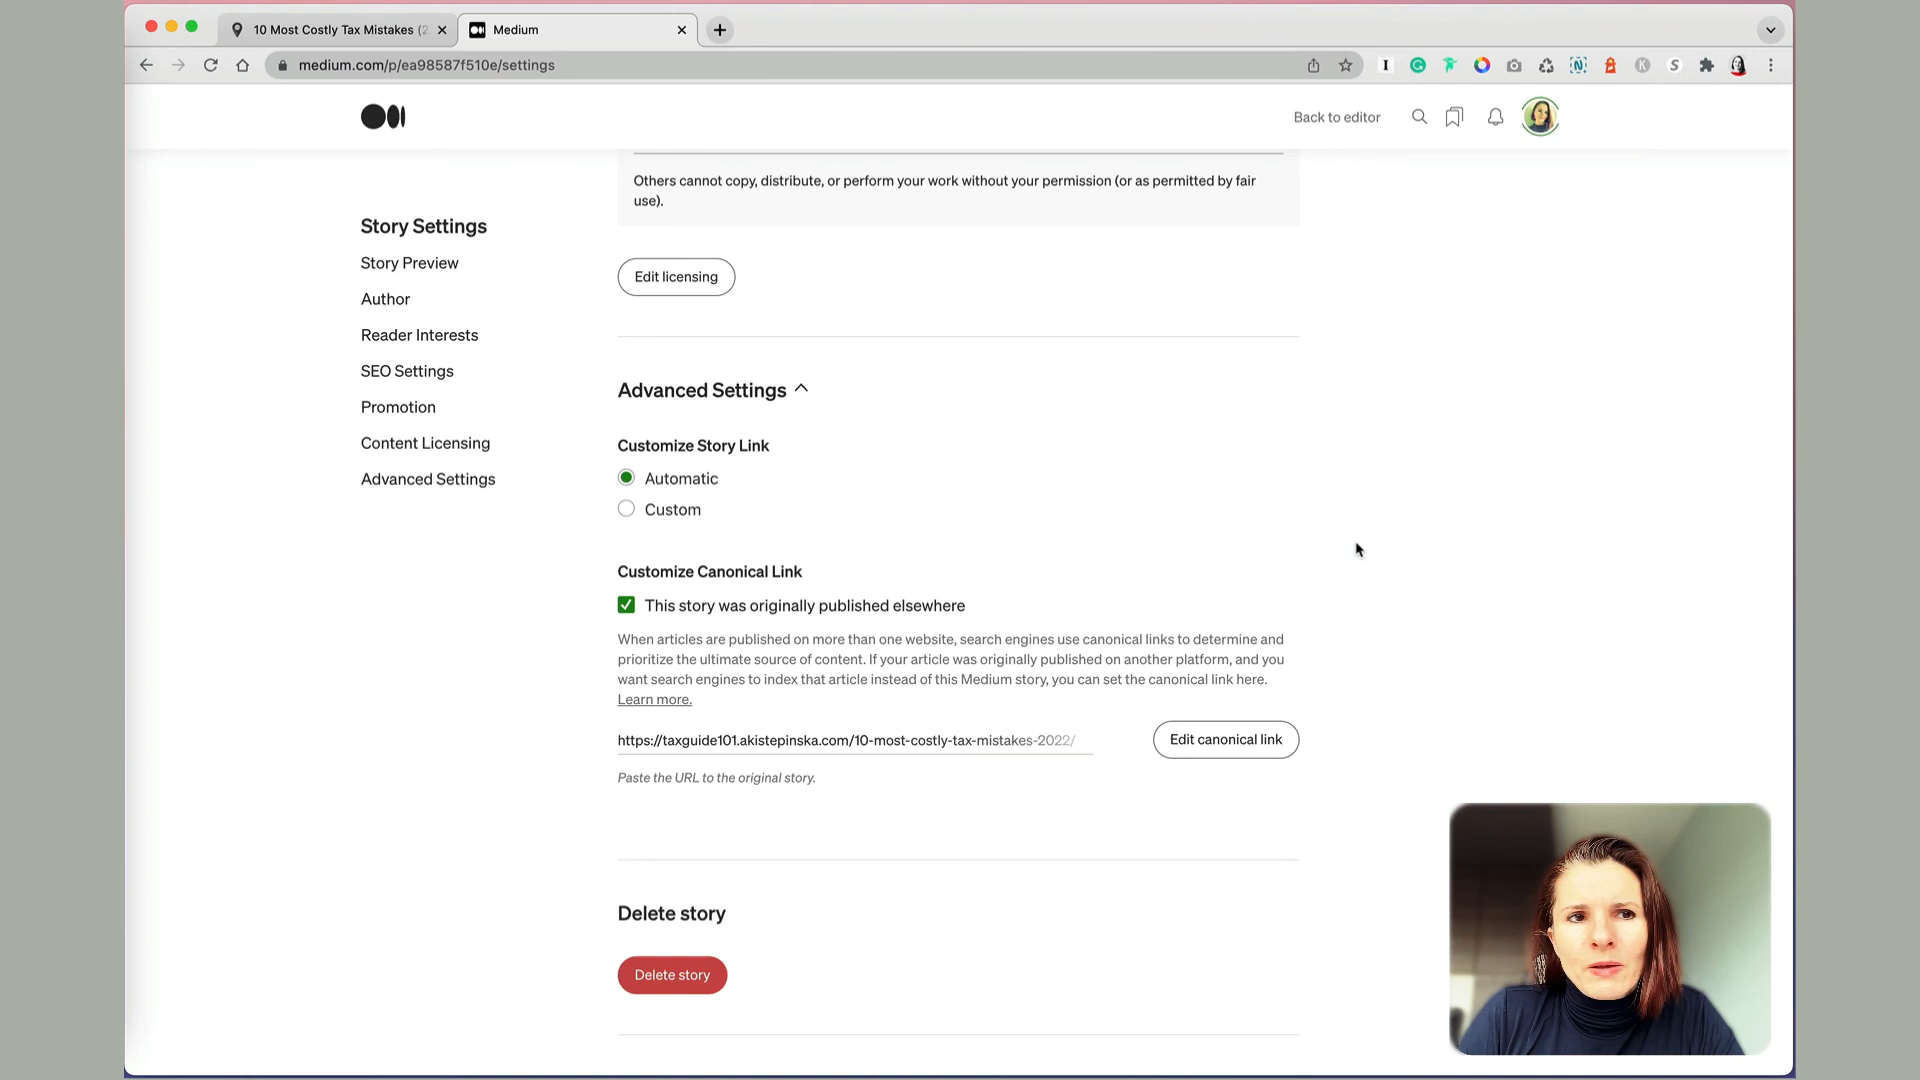 10 Most Costly Tax Mistakes (2
Medium
medium.com/p/ea98587f510e/settings
Back to editor
Others cannot copy, distribute, or perform your work without your permission (or as permitted by fair
use).
Story Settings
Story Preview
Author
Reader Interests
SEO Settings
Promotion
Content Licensing
Advanced Settings
Edit licensing
Advanced Settings
Customize Story Link
Automatic
Custom
Customize Canonical Link
This story was originally published elsewhere
When articles are published on more than one website, search engines use canonical links to determine and
prioritize the ultimate source of content. If your article was originally published on another platform, and you
want search engines to index that article instead of this Medium story, you can set the canonical link here.
Learn more.
https://taxguide101.akistepinska.com/10-most-costly-tax-mistakes-2022/
Edit canonical link
Paste the URL to the original story.
Delete story
Delete story